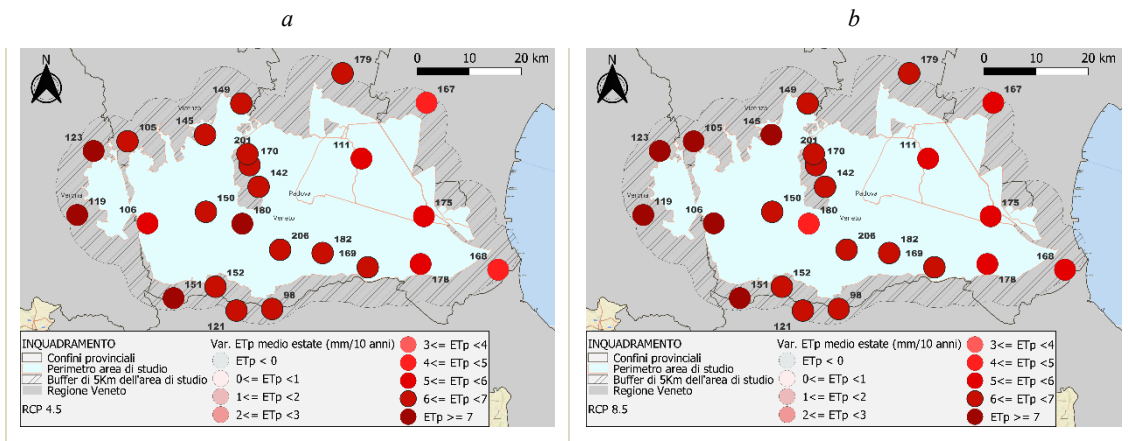 a
b
N
0 10 20 km
179
149
167
Vicenza
145
105
123
201
170
111
142
Padova
Verona
119
106
150
175
180
Veneto
206
182
169
168
178
152
151
98
121
INQUADRAMENTO
Confini provinciali
Perimetro area di studio
Buffer di 5Km dell'area di studio
Regione Veneto
RCP 4.5
Var. ETp medio estate (mm/10 anni)
ETp < 0
0<= ETp <1
1<= ETp <2
2<= ETp <3
3<= ETp <4
4<= ETp <5
5<= ETp <6
6<= ETp <7
ETp >= 7
N
0 10 20 km
179
149
167
Vicenza
145
105
123
201
170
111
142
Padova
Verona
119
106
150
175
180
Veneto
206
182
169
168
178
152
151
98
121
INQUADRAMENTO
Confini provinciali
Perimetro area di studio
Buffer di 5Km dell'area di studio
Regione Veneto
RCP 8.5
Var. ETp medio estate (mm/10 anni)
ETp < 0
0<= ETp <1
1<= ETp <2
2<= ETp <3
3<= ETp <4
4<= ETp <5
5<= ETp <6
6<= ETp <7
ETp >= 7